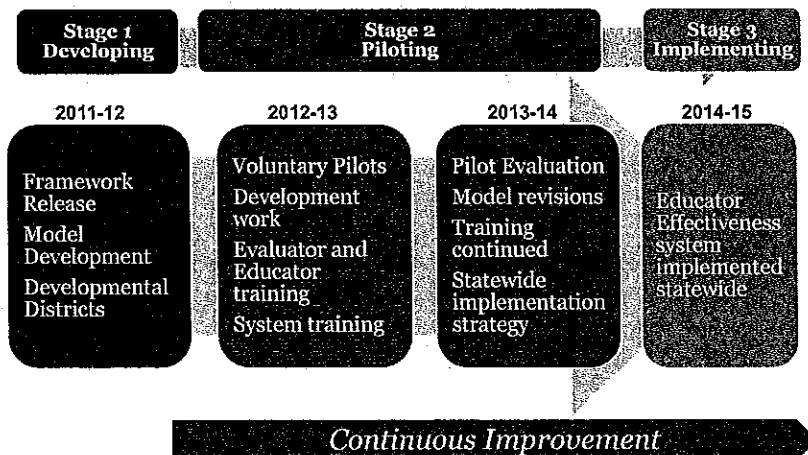 Stage 1
Developing
Stage 2
Piloting
Stage 3
Implementing
2011-12
Framework
Release
Model
Development
Developmental
Districts
2012-13
Voluntary Pilots
Development
work
Evaluator and
Educator
training
System training
2013-14
Pilot Evaluation
Model revisions
Training
continued
Statewide
implementation
strategy
2014-15
Educator
Effectiveness
system
implemented
statewide
Continuous Improvement